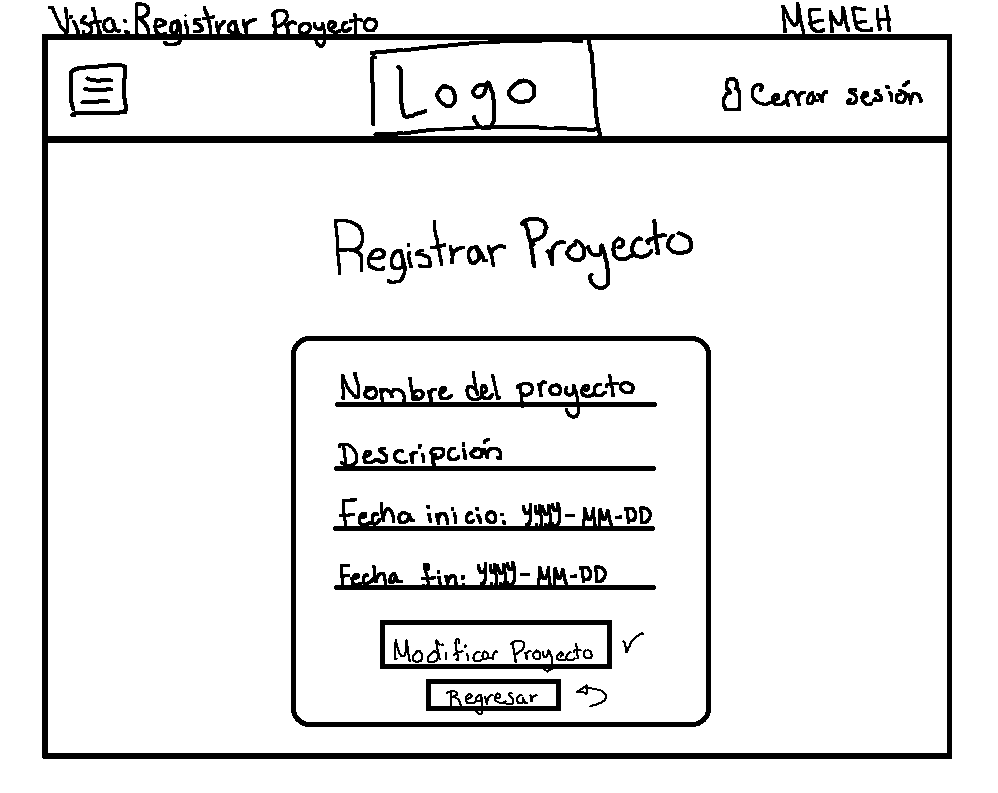 Vista: Registrar Proyecto MEMEH
Logo Cerrar sesión
Registrar Proyecto
Nombre del proyecto
Descripción
Fecha inicio: YYYY-MM-DD
Fecha fin: YYYY-MM-DD
Modificar Proyecto
Regresar